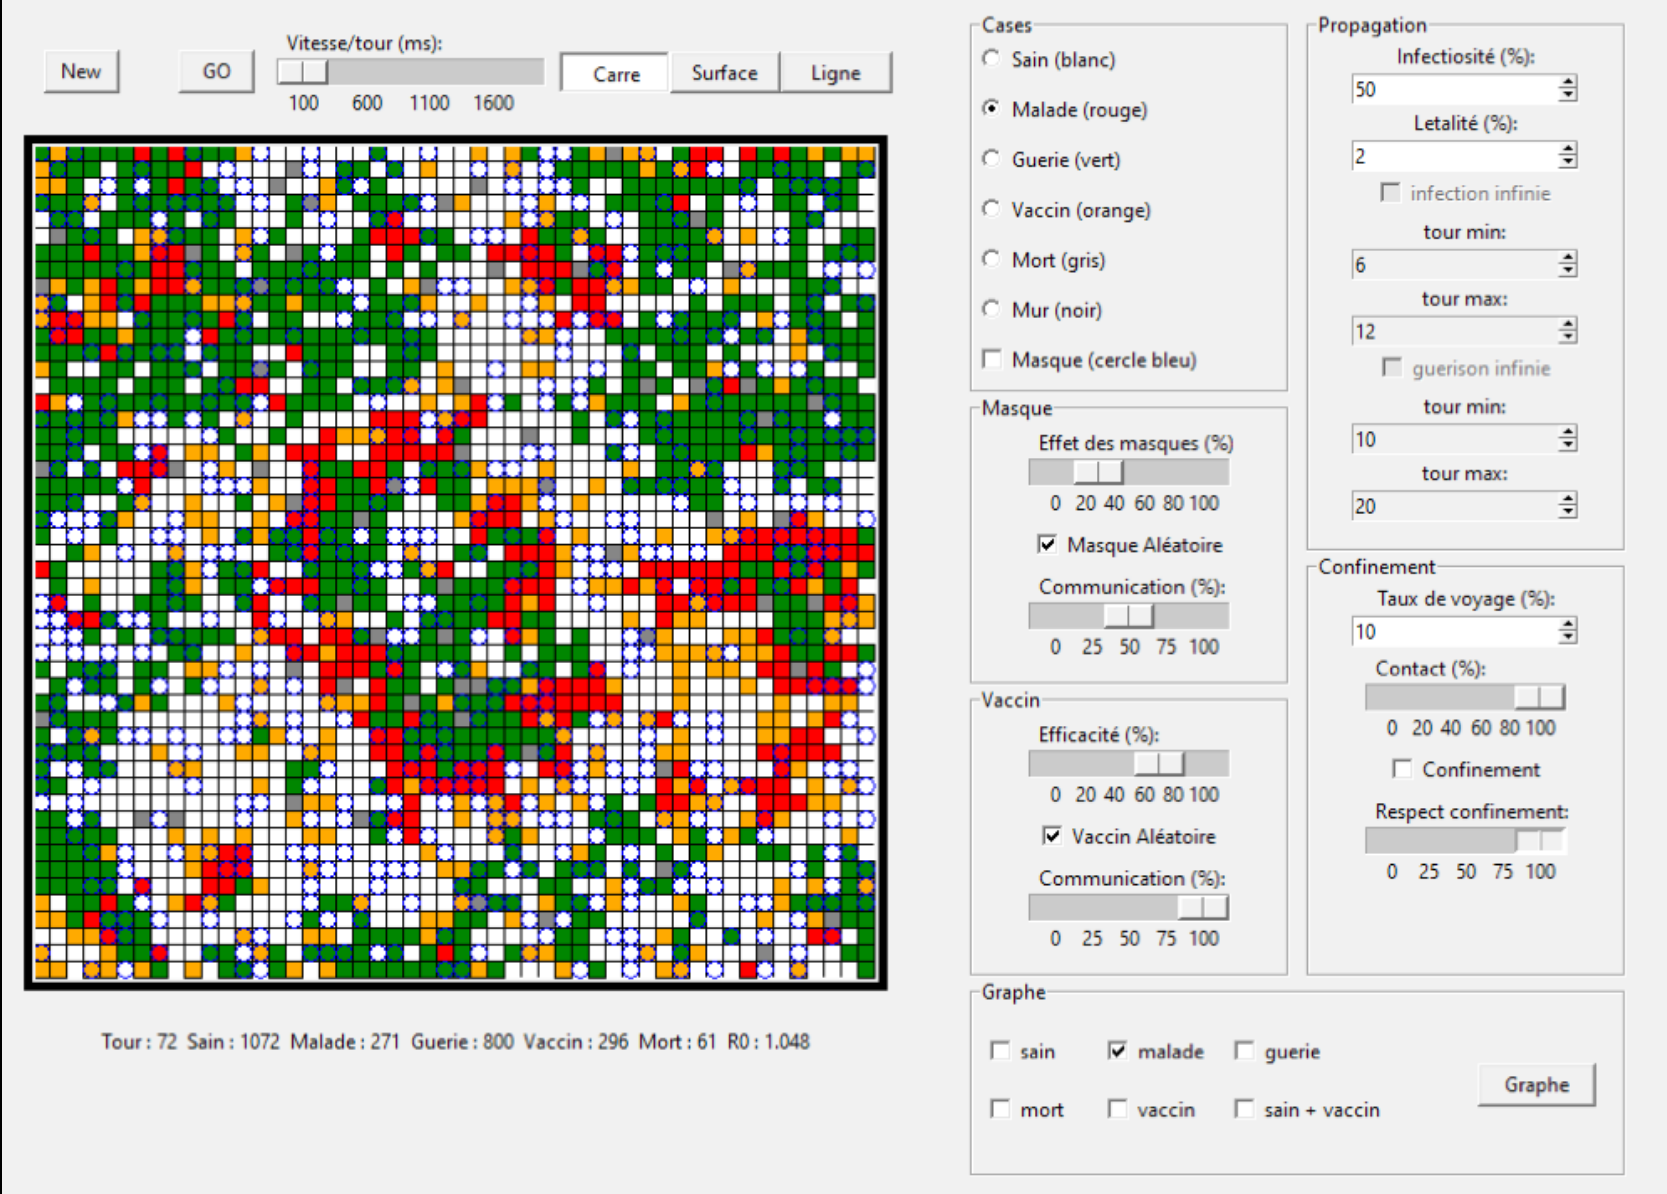 New
GO
Vitesse/tour (ms):
100 600 1100 1600
Carre
Surface
Ligne
Tour : 72 Sain : 1072 Malade : 271 Guerie : 800 Vaccin : 296 Mort : 61 R0 : 1.048
Cases
Sain (blanc)
Malade (rouge)
Guerie (vert)
Vaccin (orange)
Mort (gris)
Mur (noir)
Masque (cercle bleu)
Masque
Effet des masques (%)
0 20 40 60 80 100
Masque Aléatoire
Communication (%):
0 25 50 75 100
Vaccin
Efficacité (%):
0 20 40 60 80 100
Vaccin Aléatoire
Communication (%):
0 25 50 75 100
Propagation
Infectiosité (%):
50
Letalité (%):
2
infection infinie
tour min:
6
tour max:
12
guerison infinie
tour min:
10
tour max:
20
Confinement
Taux de voyage (%):
10
Contact (%):
0 20 40 60 80 100
Confinement
Respect confinement:
0 25 50 75 100
Graphe
sain
malade
guerie
mort
vaccin
sain + vaccin
Graphe